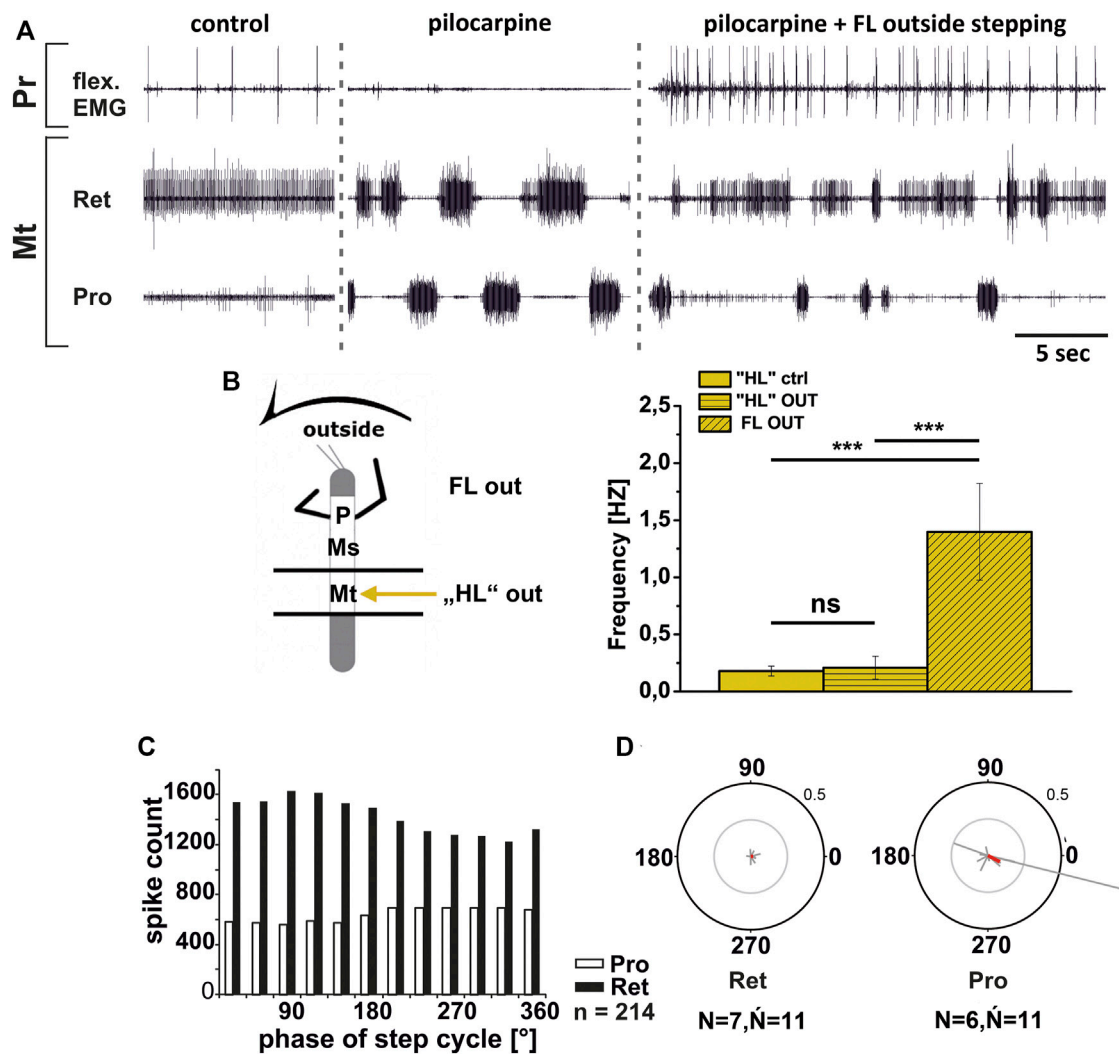 A
control
pilocarpine
pilocarpine + FL outside stepping
Pr
flex.
EMG
Mt
Ret
Pro
5 sec
B
outside
FL out
P
Ms
Mt
„HL“ out
"HL" ctrl
"HL" OUT
FL OUT
Frequency [HZ]
2,5
2,0
1,5
1,0
0,5
0,0
***
***
ns
C
spike count
1600
1200
800
400
0
90
180
270
360
phase of step cycle [°]
Pro
Ret
n = 214
D
90
0.5
180
0
270
Ret
N=7,Ń=11
90
0.5
180
0
270
Pro
N=6,Ń=11